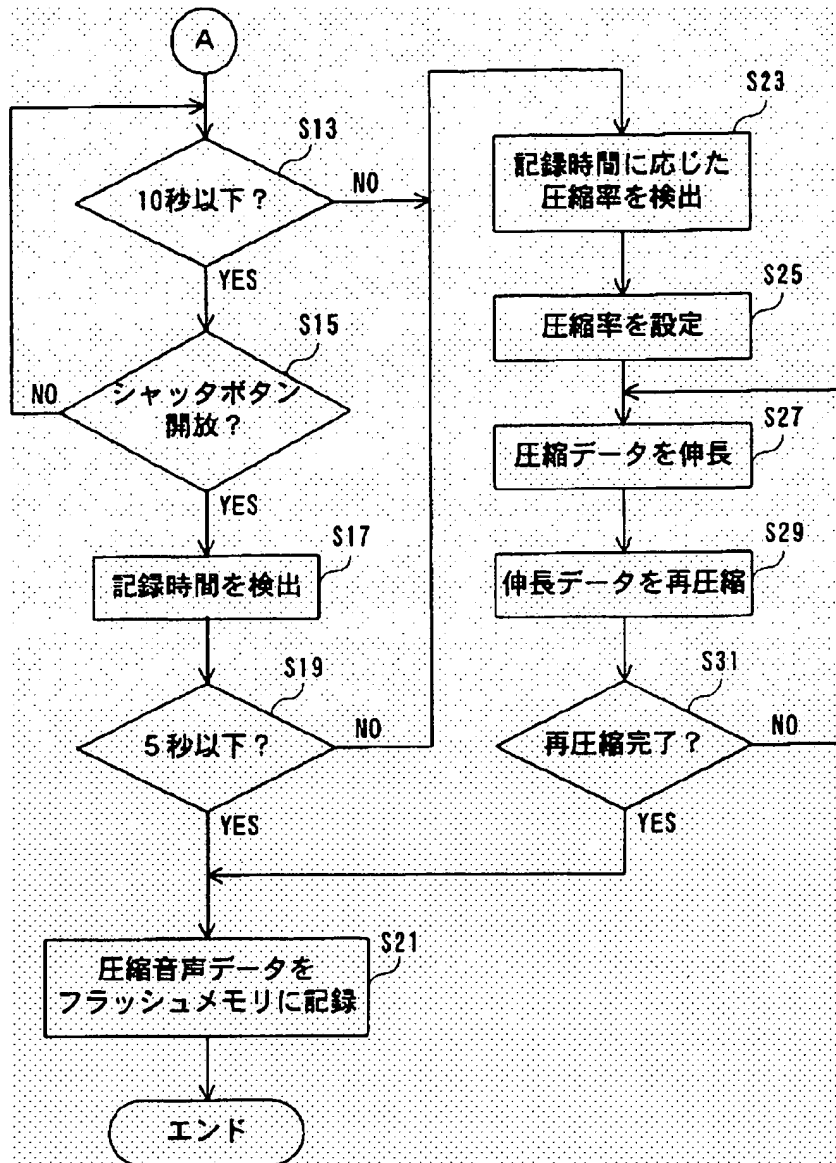 A
S13
10秒以下?
NO
YES
S15
シャッタボタン
開放?
NO
YES
S17
記録時間を検出
S19
5秒以下?
NO
YES
S21
圧縮音声データを
フラッシュメモリに記録
エンド
S23
記録時間に応じた
圧縮率を検出
S25
圧縮率を設定
S27
圧縮データを伸長
S29
伸長データを再圧縮
S31
再圧縮完了?
NO
YES